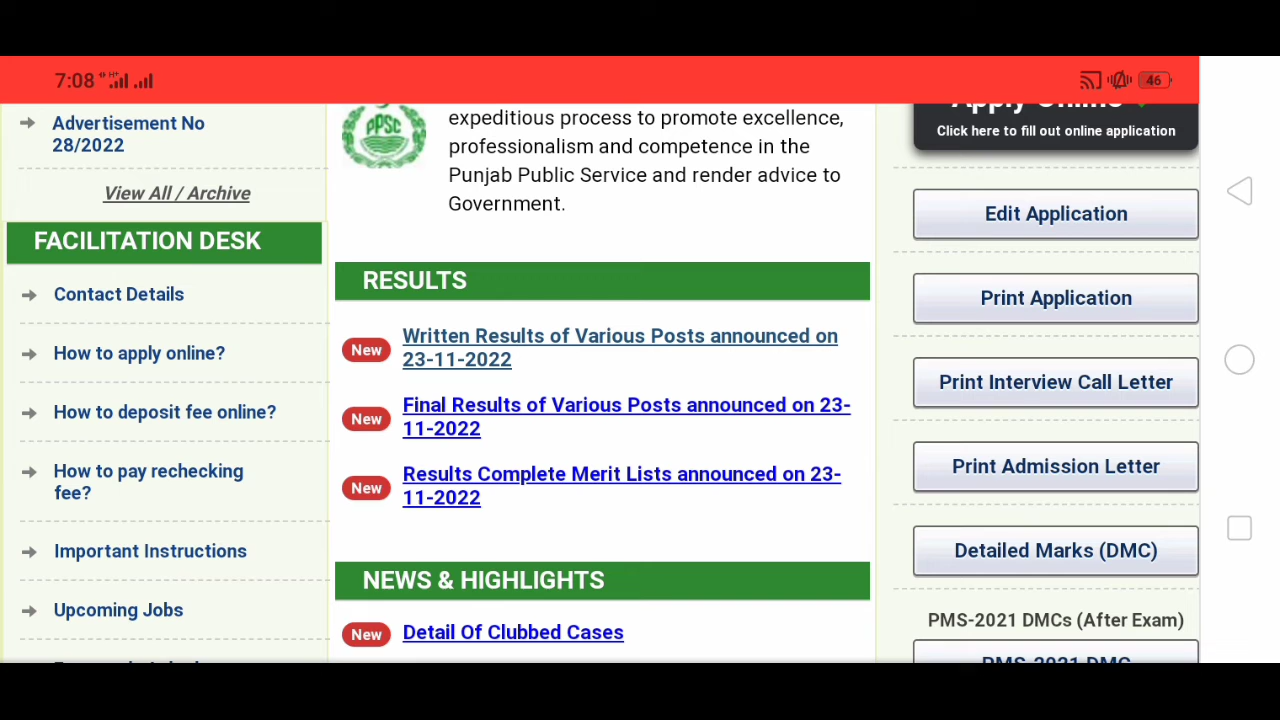 7:08
H+
46
Advertisement No
28/2022
View All / Archive
FACILITATION DESK
Contact Details
How to apply online?
How to deposit fee online?
How to pay rechecking
fee?
Important Instructions
Upcoming Jobs
PPSC
expeditious process to promote excellence,
professionalism and competence in the
Punjab Public Service and render advice to
Government.
RESULTS
New
Written Results of Various Posts announced on
23-11-2022
New
Final Results of Various Posts announced on 23-
11-2022
New
Results Complete Merit Lists announced on 23-
11-2022
NEWS & HIGHLIGHTS
New
Detail Of Clubbed Cases
Apply Online
Click here to fill out online application
Edit Application
Print Application
Print Interview Call Letter
Print Admission Letter
Detailed Marks (DMC)
PMS-2021 DMCs (After Exam)
PMS-2021 DMC